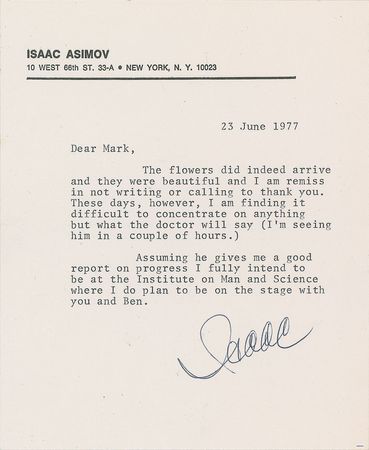 ISAAC ASIMOV
10 WEST 66th ST. 33-A • NEW YORK, N. Y. 10023
23 June 1977
Dear Mark,
The flowers did indeed arrive
and they were beautiful and I am remiss
in not writing or calling to thank you.
These days, however, I am finding it
difficult to concentrate on anything
but what the doctor will say (I'm seeing
him in a couple of hours.)
Assuming he gives me a good
report on progress I fully intend to
be at the Institute on Man and Science
where I do plan to be on the stage with
you and Ben.
Isaac